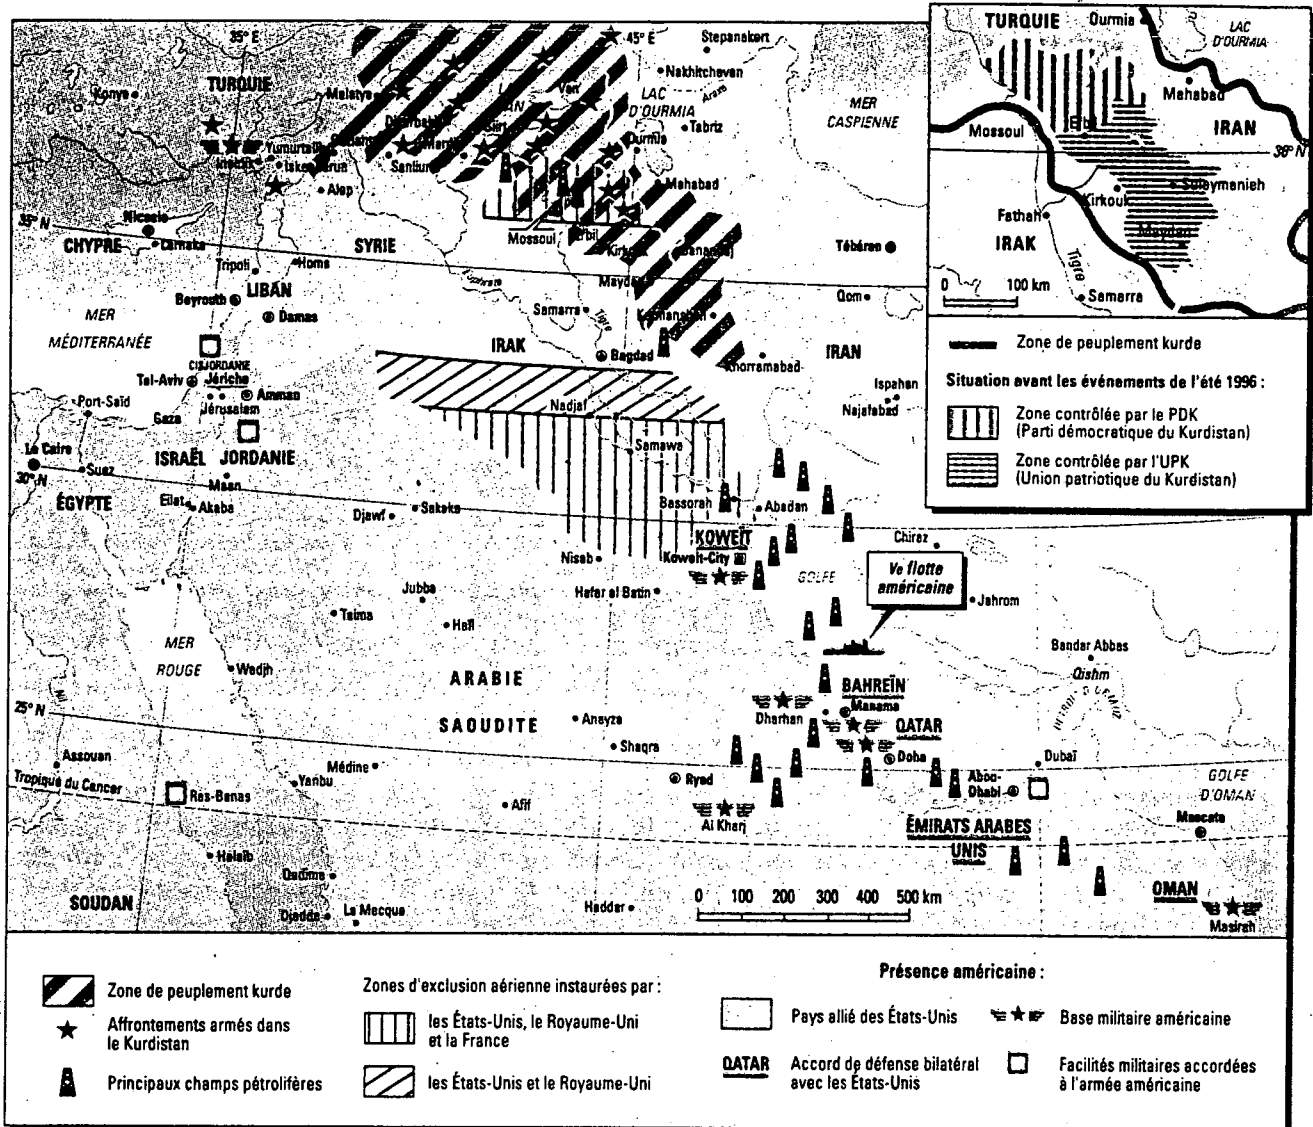 35° E
45° E
Stepanakert
TURQUIE
Nakhitchevan
Konya
Malatya
Van
LAC
D'OURMIA
Arax
MER
CASPIENNE
Tabriz
Ourmia
Siirt
Yumurtalik
Alep
Mahabad
35° N
Nicosie
CHYPRE
Larnaka
SYRIE
Mossoul
Erbil
Téhéran
Tripoli
Homs
Euphrate
Beyrouth
LIBAN
Qom
MER
MÉDITERRANÉE
Damas
Samarra
Tigre
IRAK
Bagdad
IRAN
Khorramabad
CISJORDANIE
Tel-Aviv
Jéricho
Amman
Ispahan
Najafabad
Port-Saïd
Jérusalem
Gaza
Nadjaf
Le Caire
Suez
ISRAËL
JORDANIE
Samawa
30° N
Maan
ÉGYPTE
Eilat
Akaba
Djawf
Sakaka
Bassorah
Abadan
KOWEÏT
Chiraz
Nisab
Koweit-City
GOLFE
Ve flotte
américaine
Jubba
Hafar al Batin
Jahrom
Taima
Haïl
MER
ROUGE
Wedjh
Bandar Abbas
Qishm
ARABIE
SAOUDITE
BAHREÏN
Manama
Nil
25° N
Dharhan
QATAR
Anayza
Shaqra
Doha
Dubaï
Assouan
Médine
Yanbu
Tropique du Cancer
Ras-Banas
Ryad
Abou-
Dhabi
GOLFE
D'OMAN
Afif
Al Kharj
Mascate
ÉMIRATS ARABES
UNIS
Halaib
SOUDAN
Djedda
La Mecque
Haddar
0 100 200 300 400 500 km
OMAN
Masirah
TURQUIE
Ourmia
LAC
D'OURMIA
Mahabad
Mossoul
Erbil
IRAN
36° N
Kirkouk
Suleymanieh
Fathah
IRAK
Maydan
Tigre
0 100 km
Samarra
Zone de peuplement kurde
Situation avant les événements de l'été 1996 :
Zone contrôlée par le PDK
(Parti démocratique du Kurdistan)
Zone contrôlée par l'UPK
(Union patriotique du Kurdistan)
Zone de peuplement kurde
Affrontements armés dans
le Kurdistan
Principaux champs pétrolifères
Zones d'exclusion aérienne instaurées par :
les États-Unis, le Royaume-Uni
et la France
les États-Unis et le Royaume-Uni
Présence américaine :
Pays allié des États-Unis
QATAR
Accord de défense bilatéral
avec les États-Unis
Base militaire américaine
Facilités militaires accordées
à l'armée américaine